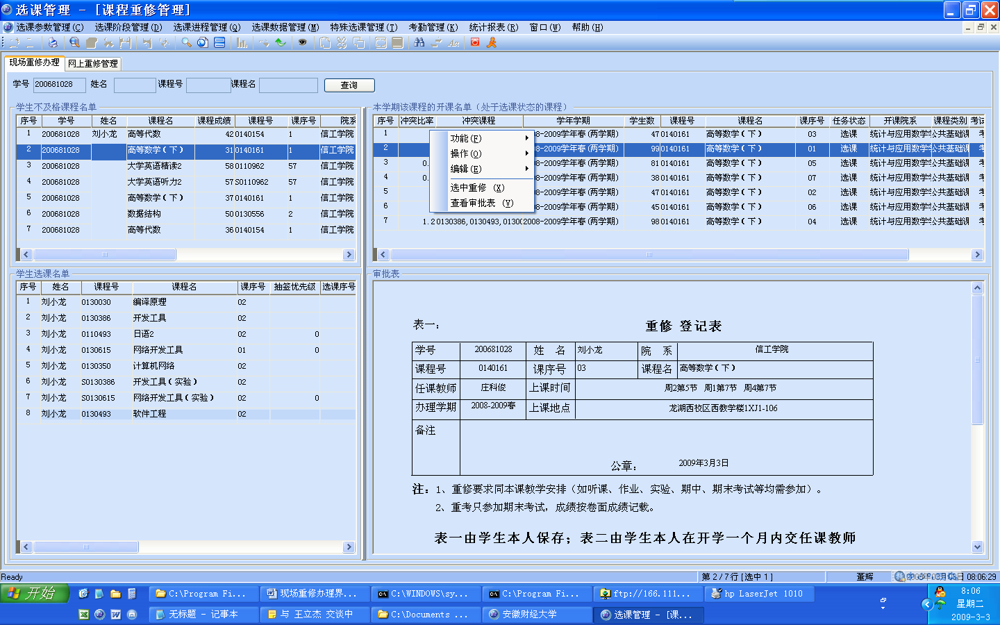 选课管理 - [课程重修管理]
选课参数管理(C) 选课阶段管理(D) 选课进程管理(Q) 选课数据管理(M) 特殊选课管理(T) 考勤管理(K) 统计报表(R) 窗口(W) 帮助(H)
现场重修办理 网上重修管理
学号 200681028 姓名 课程号 课程名 查询
学生不及格课程名单
序号 学号 姓名 课程名 课程成绩 课程号 课序号 院系
1 200681028 刘小龙 高等代数 42 0140154 1 信工学院
2 200681028 高等数学(下) 31 0140161 1 信工学院
3 200681028 大学英语精读2 58 0110962 57 信工学院
4 200681028 大学英语听力2 57 S0110962 57 信工学院
5 200681028 高等数学(下) 37 0140161 1 信工学院
6 200681028 数据结构 50 0130556 2 信工学院
7 200681028 高等代数 36 0140154 1 信工学院
本学期该课程的开课名单(处于选课状态的课程)
序号 冲突比率 冲突课程 学年学期 学生数 课程号 课程名 课序号 任务状态 开课院系 课程类别 考试
1 08-2009学年春(两学期) 47 0140161 高等数学(下) 03 选课 统计与应用数学 公共基础课 考
2 08-2009学年春(两学期) 99 0140161 高等数学(下) 01 选课 统计与应用数学 公共基础课 考
3 0. 08-2009学年春(两学期) 81 0140161 高等数学(下) 05 选课 统计与应用数学 公共基础课 考
4 0. 08-2009学年春(两学期) 38 0140161 高等数学(下) 07 选课 统计与应用数学 公共基础课 考
5 08-2009学年春(两学期) 47 0140161 高等数学(下) 02 选课 统计与应用数学 公共基础课 考
6 08-2009学年春(两学期) 45 0140161 高等数学(下) 06 选课 统计与应用数学 公共基础课 考
7 1.2 0130386,0130493,0130 2008-2009学年春(两学期) 98 0140161 高等数学(下) 04 选课 统计与应用数学 公共基础课 考
功能(F)
操作(O)
编辑(E)
选中重修 (X)
查看审批表 (V)
学生选课名单
序号 姓名 课程号 课程名 课序号 抽签优先级 选课序号
1 刘小龙 0130030 编译原理 02
2 刘小龙 0130386 开发工具 02
3 刘小龙 0110493 日语2 02 0
4 刘小龙 0130615 网络开发工具 01 0
5 刘小龙 0130350 计算机网络 02
6 刘小龙 S0130386 开发工具(实验) 02
7 刘小龙 S0130615 网络开发工具(实验) 02 0
8 刘小龙 0130493 软件工程 02
审批表
表一: 重修 登记表
学号 200681028 姓 名 刘小龙 院 系 信工学院
课程号 0140161 课序号 03 课程名 高等数学(下)
任课教师 庄科俊 上课时间 周2第5节 周1第7节 周4第7节
办理学期 2008-2009春 上课地点 龙湖西校区西教学楼1XJ1-106
备注
公章: 2009年3月3日
注:1、重修要求同本课教学安排(如听课、作业、实验、期中、期末考试等均需参加)。
2、重考只参加期末考试,成绩按卷面成绩记载。
表一由学生本人保存;表二由学生本人在开学一个月内交任课教师
Ready 第 2 / 7 行 [选中 1 ] 董辉 08:06:29
开始 C:\Program Fi... 现场重修办理界... C:\WINDOWS\sy... C:\Program Fi... ftp://166.111... hp LaserJet 1010
无标题 - 记事本 与 王立杰 交谈中 C:\Documents ... 安徽财经大学 选课管理 - [课...
8:06
星期二
2009-3-3